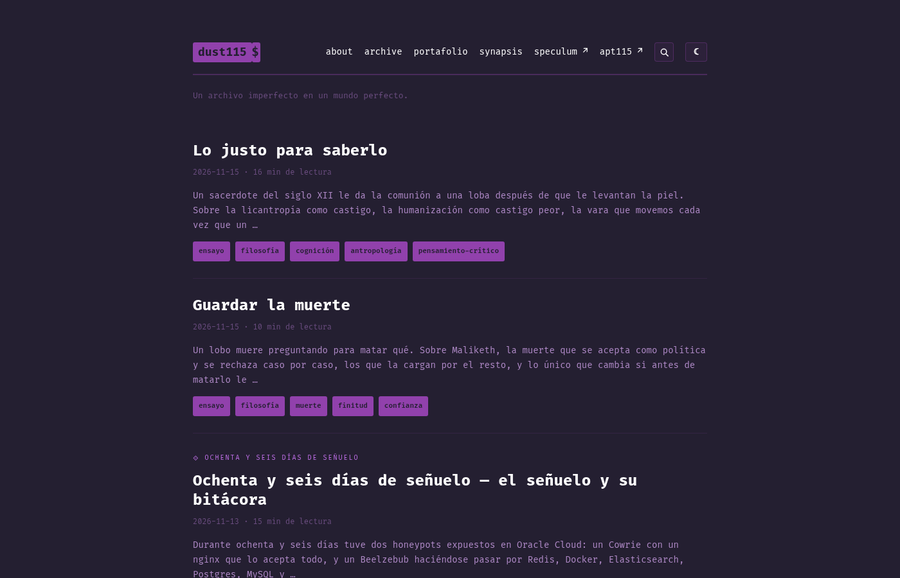 dust115 $
about archive portafolio synapsis speculum ↗ apt115 ↗
Un archivo imperfecto en un mundo perfecto.
Lo justo para saberlo
2026-11-15 · 16 min de lectura
Un sacerdote del siglo XII le da la comunión a una loba después de que le levantan la piel.
Sobre la licantropía como castigo, la humanización como castigo peor, la vara que movemos cada
vez que un …
ensayo filosofía cognición antropología pensamiento-crítico
Guardar la muerte
2026-11-15 · 10 min de lectura
Un lobo muere preguntando para matar qué. Sobre Maliketh, la muerte que se acepta como política
y se rechaza caso por caso, los que la cargan por el resto, y lo único que cambia si antes de
matarlo le …
ensayo filosofía muerte finitud confianza
◇ OCHENTA Y SEIS DÍAS DE SEÑUELO
Ochenta y seis días de señuelo — el señuelo y su
bitácora
2026-11-13 · 15 min de lectura
Durante ochenta y seis días tuve dos honeypots expuestos en Oracle Cloud: un Cowrie con un
nginx que lo acepta todo, y un Beelzebub haciéndose pasar por Redis, Docker, Elasticsearch,
Postgres, MySQL y …